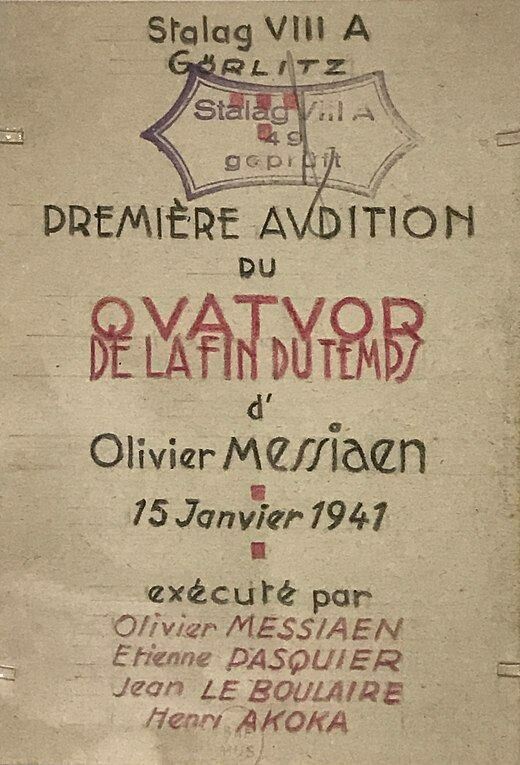 Stalag VIII A
GÖRLITZ
Stalag VIII A
49
geprüft
PREMIÈRE AVDITION
DU
QVATVOR
DE LA FIN DU TEMPS
d'
Olivier Messiaen
15 Janvier 1941
exécuté par
Olivier MESSIAEN
Etienne PASQUIER
Jean LE BOULAIRE
Henri AKOKA